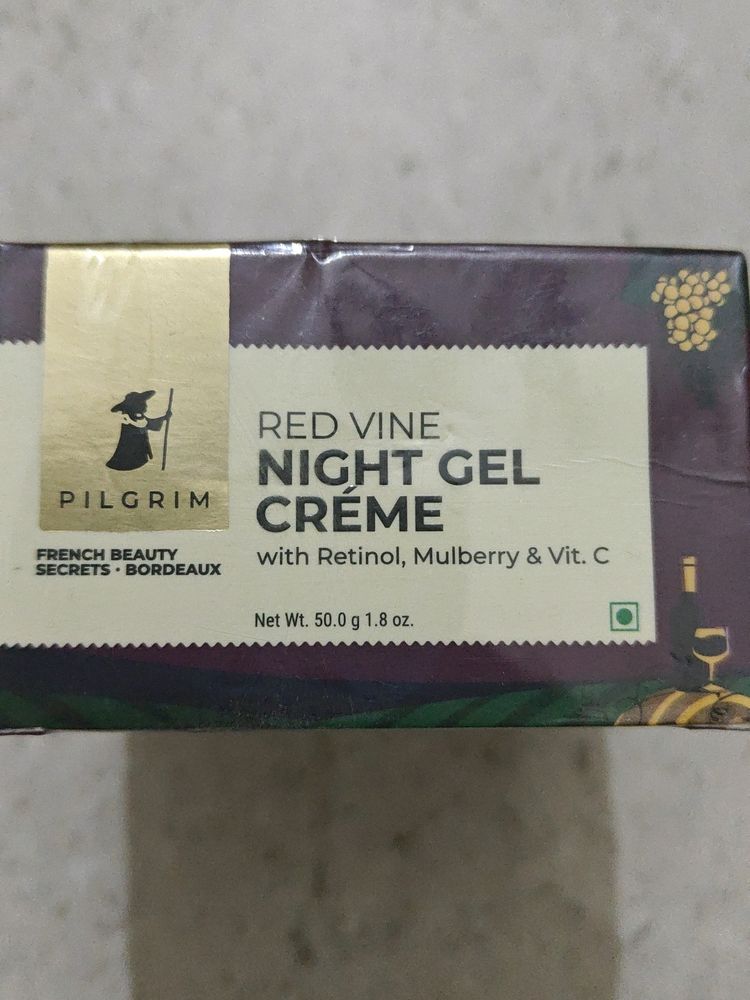 PILGRIM
FRENCH BEAUTY
SECRETS · BORDEAUX
RED VINE
NIGHT GEL
CRÉME
with Retinol, Mulberry & Vit. C
Net Wt. 50.0 g 1.8 oz.